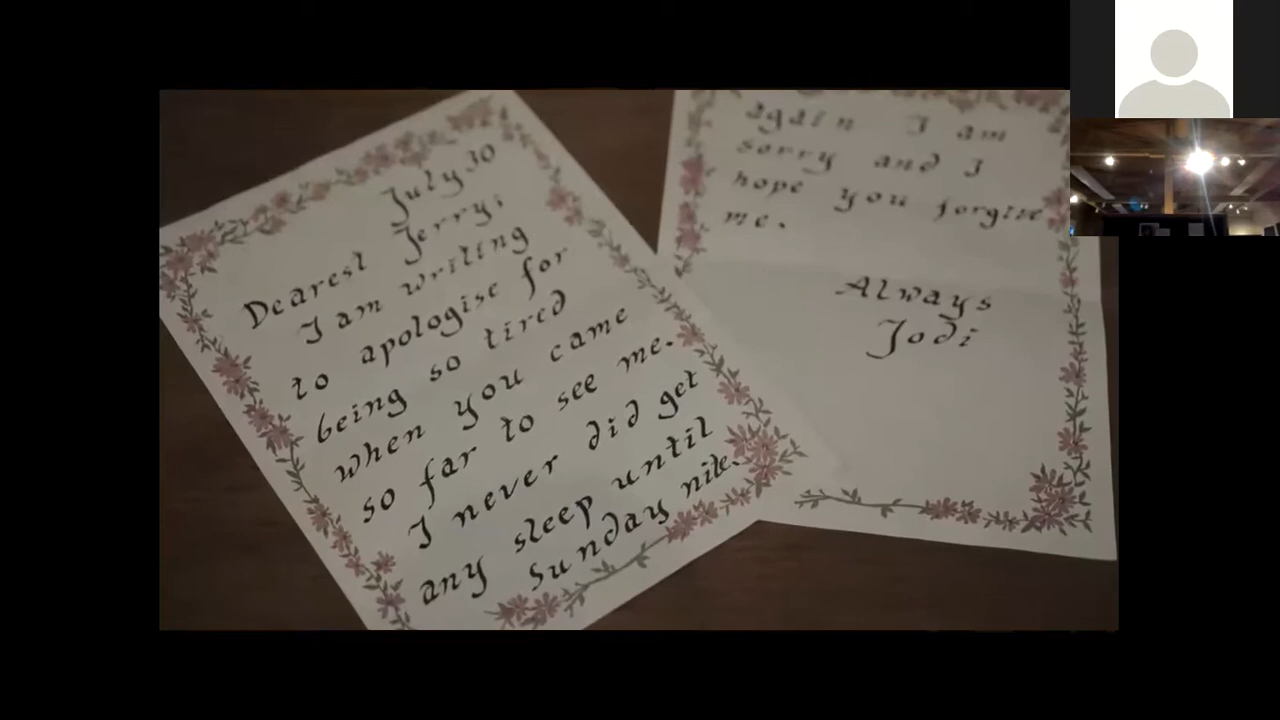 July 30
Dearest Jerry;
I am writing
to apologise for
being so tired
when you came
so far to see me.
I never did get
any sleep until
Sunday nite.
again I am
sorry and I
hope you forgive
me.
Always
Jodi